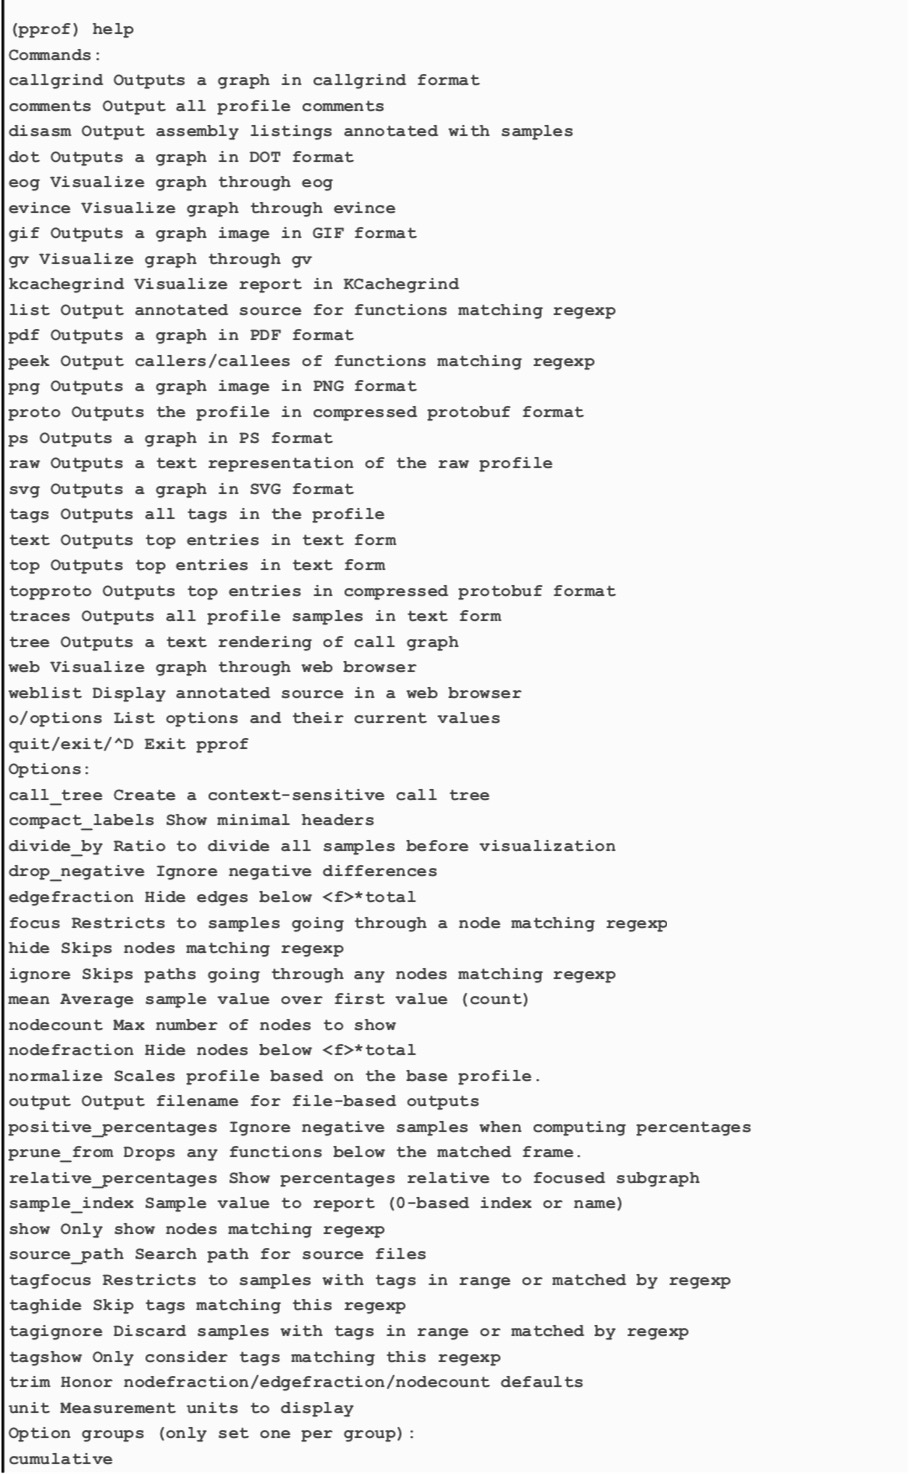 (pprof) help
Commands:
callgrind Outputs a graph in callgrind format
comments Output all profile comments
disasm Output assembly listings annotated with samples
dot Outputs a graph in DOT format
eog Visualize graph through eog
evince Visualize graph through evince
gif Outputs a graph image in GIF format
gv Visualize graph through gv
kcachegrind Visualize report in KCachegrind
list Output annotated source for functions matching regexp
pdf Outputs a graph in PDF format
peek Output callers/callees of functions matching regexp
png Outputs a graph image in PNG format
proto Outputs the profile in compressed protobuf format
ps Outputs a graph in PS format
raw Outputs a text representation of the raw profile
svg Outputs a graph in SVG format
tags Outputs all tags in the profile
text Outputs top entries in text form
top Outputs top entries in text form
topproto Outputs top entries in compressed protobuf format
traces Outputs all profile samples in text form
tree Outputs a text rendering of call graph
web Visualize graph through web browser
weblist Display annotated source in a web browser
o/options List options and their current values
quit/exit/^D Exit pprof
Options:
call_tree Create a context-sensitive call tree
compact_labels Show minimal headers
divide_by Ratio to divide all samples before visualization
drop_negative Ignore negative differences
edgefraction Hide edges below <f>*total
focus Restricts to samples going through a node matching regexp
hide Skips nodes matching regexp
ignore Skips paths going through any nodes matching regexp
mean Average sample value over first value (count)
nodecount Max number of nodes to show
nodefraction Hide nodes below <f>*total
normalize Scales profile based on the base profile.
output Output filename for file-based outputs
positive_percentages Ignore negative samples when computing percentages
prune_from Drops any functions below the matched frame.
relative_percentages Show percentages relative to focused subgraph
sample_index Sample value to report (0-based index or name)
show Only show nodes matching regexp
source_path Search path for source files
tagfocus Restricts to samples with tags in range or matched by regexp
taghide Skip tags matching this regexp
tagignore Discard samples with tags in range or matched by regexp
tagshow Only consider tags matching this regexp
trim Honor nodefraction/edgefraction/nodecount defaults
unit Measurement units to display
Option groups (only set one per group):
cumulative